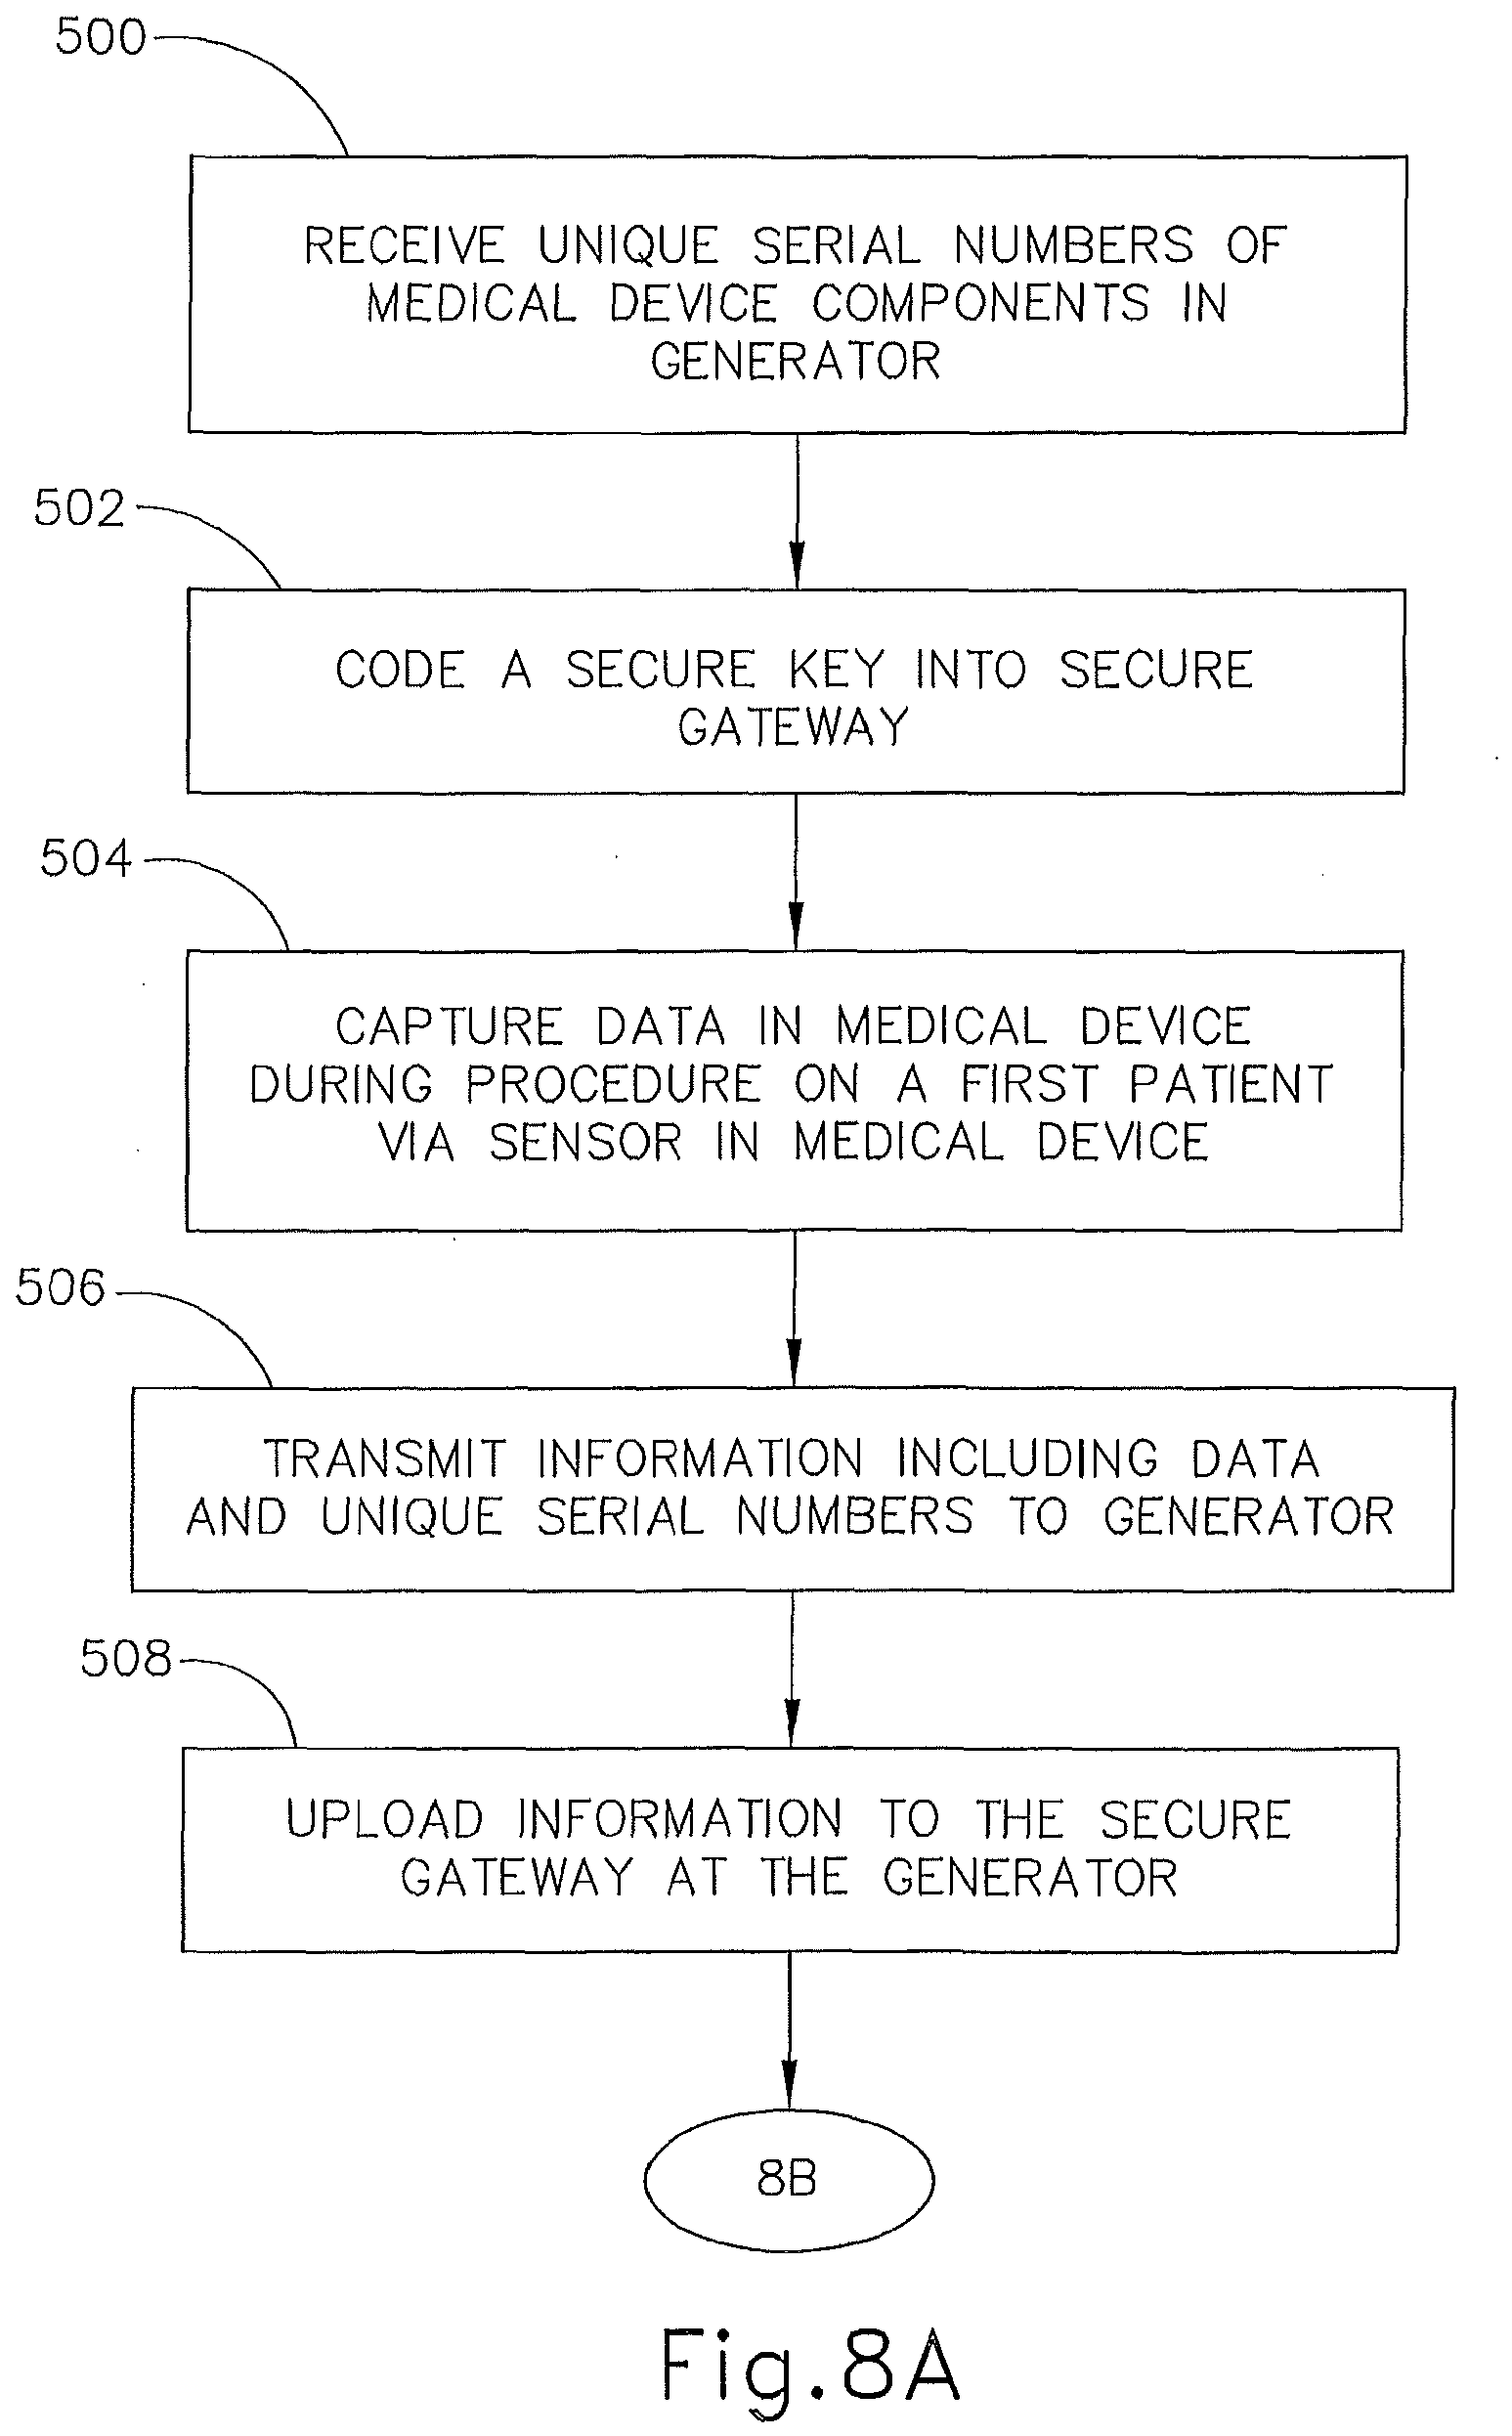 500
RECEIVE UNIQUE SERIAL NUMBERS OF
MEDICAL DEVICE COMPONENTS IN
GENERATOR
502
CODE A SECURE KEY INTO SECURE
GATEWAY
504
CAPTURE DATA IN MEDICAL DEVICE
DURING PROCEDURE ON A FIRST PATIENT
VIA SENSOR IN MEDICAL DEVICE
506
TRANSMIT INFORMATION INCLUDING DATA
AND UNIQUE SERIAL NUMBERS TO GENERATOR
508
UPLOAD INFORMATION TO THE SECURE
GATEWAY AT THE GENERATOR
8B
Fig.8A